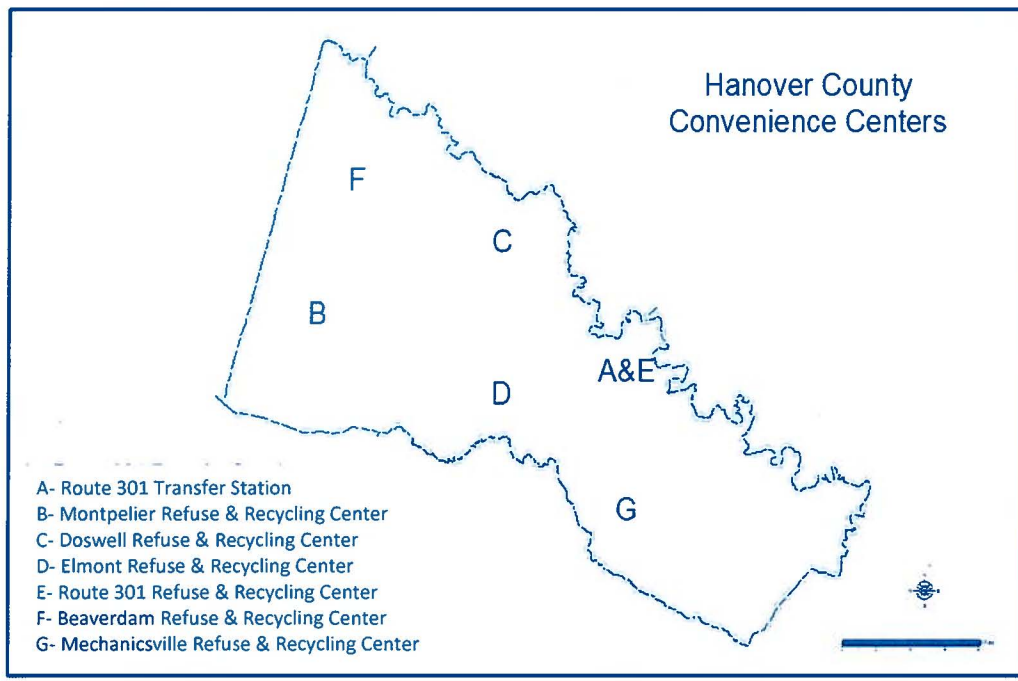 Hanover County
Convenience Centers
F
C
B
A&E
D
G
A- Route 301 Transfer Station
B- Montpelier Refuse & Recycling Center
C- Doswell Refuse & Recycling Center
D- Elmont Refuse & Recycling Center
E- Route 301 Refuse & Recycling Center
F- Beaverdam Refuse & Recycling Center
G- Mechanicsville Refuse & Recycling Center